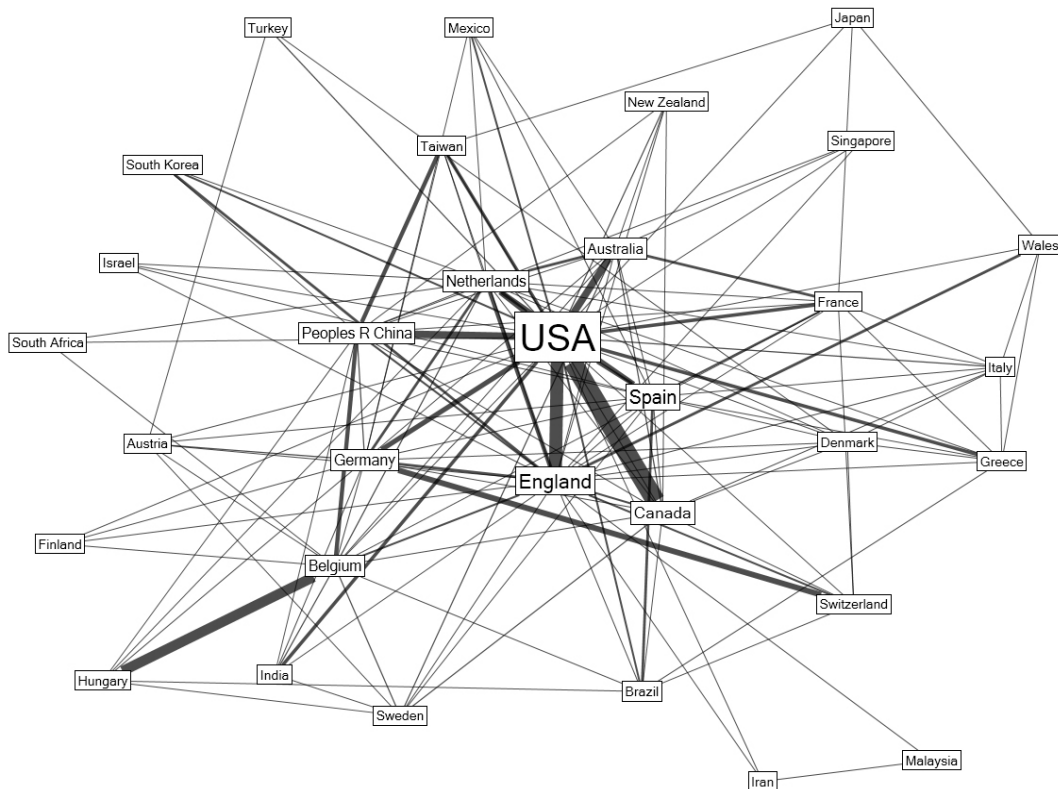 Japan
Turkey
Mexico
New Zealand
Singapore
Taiwan
South Korea
Wales
Australia
Israel
Netherlands
France
Peoples R China
USA
South Africa
Italy
Spain
Austria
Denmark
Germany
Greece
England
Canada
Finland
Belgium
Switzerland
India
Hungary
Brazil
Sweden
Malaysia
Iran